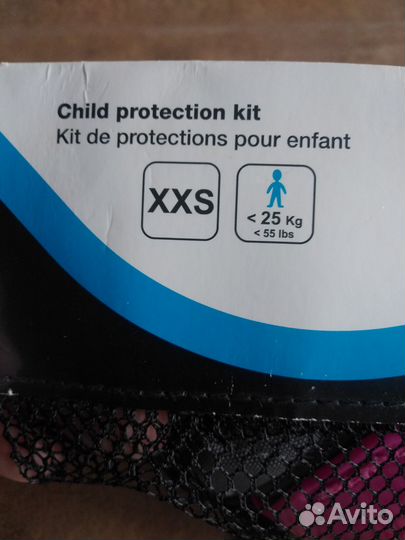 Child protection kit
Kit de protections pour enfant
XXS
< 25 Kg
< 55 lbs
Avito